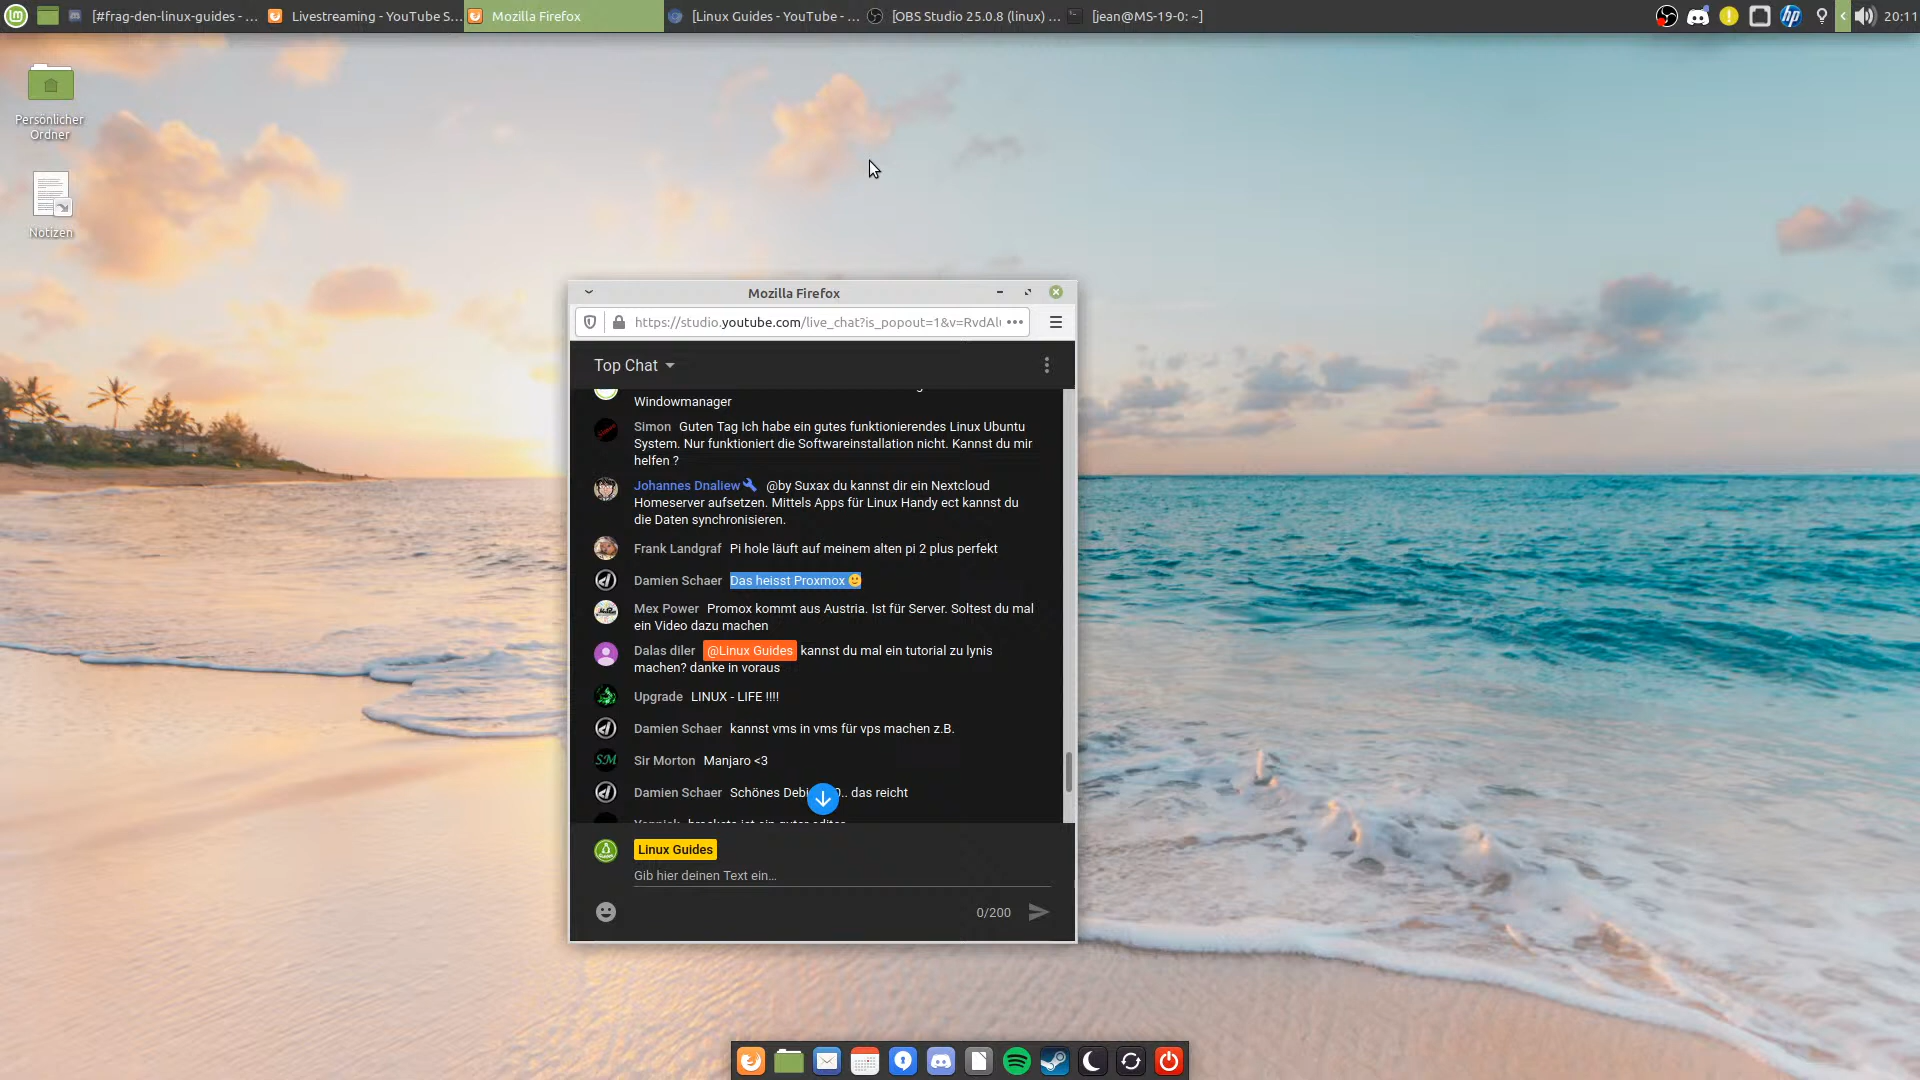 [#frag-den-linux-guides - ...
Livestreaming - YouTube S...
Mozilla Firefox
[Linux Guides - YouTube - ...
[OBS Studio 25.0.8 (linux) ...
[jean@MS-19-0: ~]
20:11
Persönlicher
Ordner
Notizen
Mozilla Firefox
https://studio.youtube.com/live_chat?is_popout=1&v=RvdAl
Top Chat
Windowmanager
Simon Guten Tag Ich habe ein gutes funktionierendes Linux Ubuntu
System. Nur funktioniert die Softwareinstallation nicht. Kannst du mir
helfen ?
Johannes Dnaliew @by Suxax du kannst dir ein Nextcloud
Homeserver aufsetzen. Mittels Apps für Linux Handy ect kannst du
die Daten synchronisieren.
Frank Landgraf Pi hole läuft auf meinem alten pi 2 plus perfekt
Damien Schaer Das heisst Proxmox 🙂
Mex Power Promox kommt aus Austria. Ist für Server. Soltest du mal
ein Video dazu machen
Dalas diler @Linux Guides kannst du mal ein tutorial zu lynis
machen? danke in voraus
Upgrade LINUX - LIFE !!!!
Damien Schaer kannst vms in vms für vps machen z.B.
SM Sir Morton Manjaro <3
Damien Schaer Schönes .. das reicht
Linux Guides
Gib hier deinen Text ein...
0/200